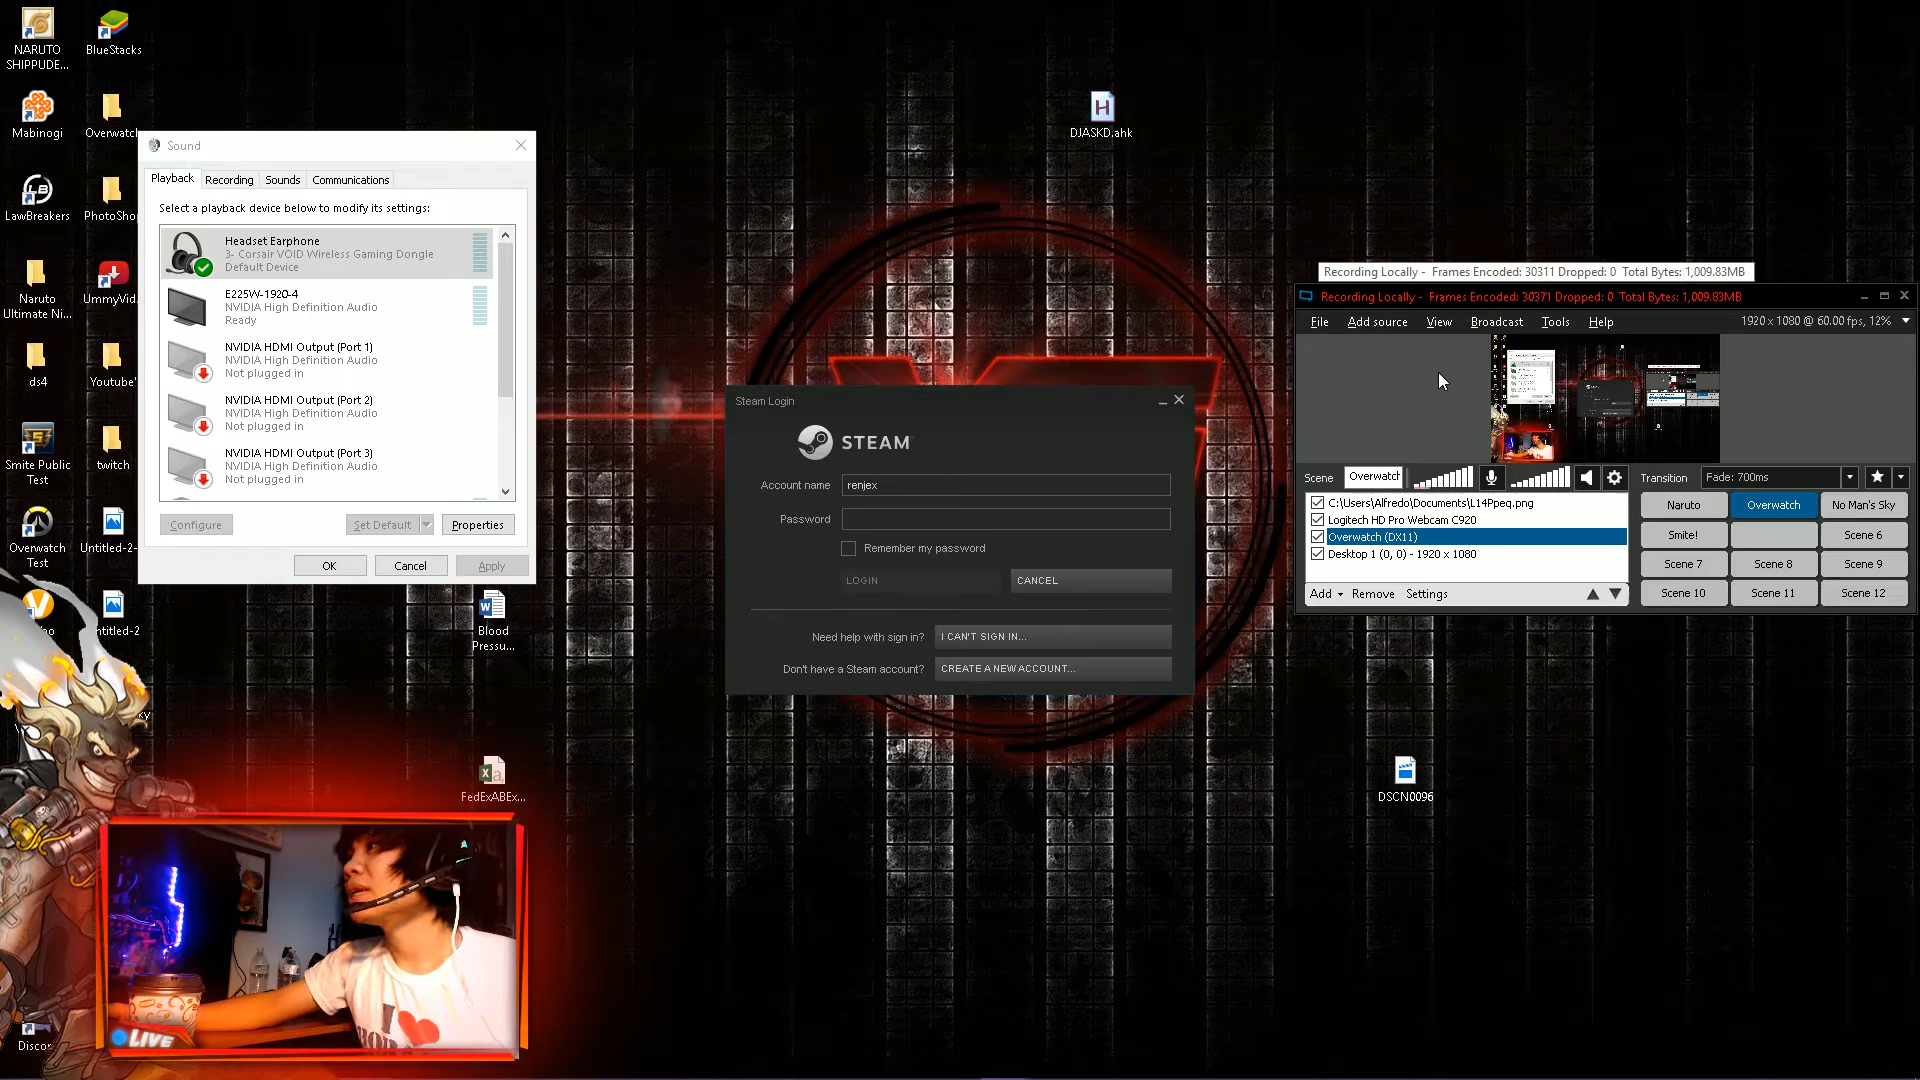 NARUTO
SHIPPUDE...
BlueStacks
Mabinogi
Overwatch
LawBreakers
PhotoSho
Naruto
Ultimate Ni...
UmmyVid.
ds4
Youtube'
Smite Public
Test
twitch
Overwatch
Test
Untitled-2-
ntitled-2
Discor
Sound
Playback
Recording
Sounds
Communications
Select a playback device below to modify its settings:
Headset Earphone
3- Corsair VOID Wireless Gaming Dongle
Default Device
E225W-1920-4
NVIDIA High Definition Audio
Ready
NVIDIA HDMI Output (Port 1)
NVIDIA High Definition Audio
Not plugged in
NVIDIA HDMI Output (Port 2)
NVIDIA High Definition Audio
Not plugged in
NVIDIA HDMI Output (Port 3)
NVIDIA High Definition Audio
Not plugged in
Configure
Set Default
Properties
OK
Cancel
Apply
Blood
Pressu...
FedExABEx...
LIVE
DJASKD.ahk
Steam Login
STEAM
Account name
renjex
Password
Remember my password
LOGIN
CANCEL
Need help with sign in?
I CAN'T SIGN IN...
Don't have a Steam account?
CREATE A NEW ACCOUNT...
Recording Locally - Frames Encoded: 30311 Dropped: 0 Total Bytes: 1,009.83MB
Recording Locally - Frames Encoded: 30371 Dropped: 0 Total Bytes: 1,009.83MB
File
Add source
View
Broadcast
Tools
Help
1920 x 1080 @ 60.00 fps, 12%
Scene
Overwatch
Transition
Fade: 700ms
C:\Users\Alfredo\Documents\L14Ppeq.png
Logitech HD Pro Webcam C920
Overwatch (DX11)
Desktop 1 (0, 0) - 1920 x 1080
Add
Remove
Settings
Naruto
Overwatch
No Man's Sky
Smite!
Scene 6
Scene 7
Scene 8
Scene 9
Scene 10
Scene 11
Scene 12
DSCN0096